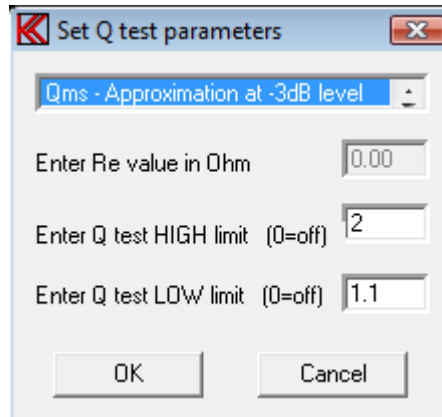 Set Q test parameters
Qms - Approximation at -3dB level
Enter Re value in Ohm 0.00
Enter Q test HIGH limit (0=off) 2
Enter Q test LOW limit (0=off) 1.1
OK Cancel